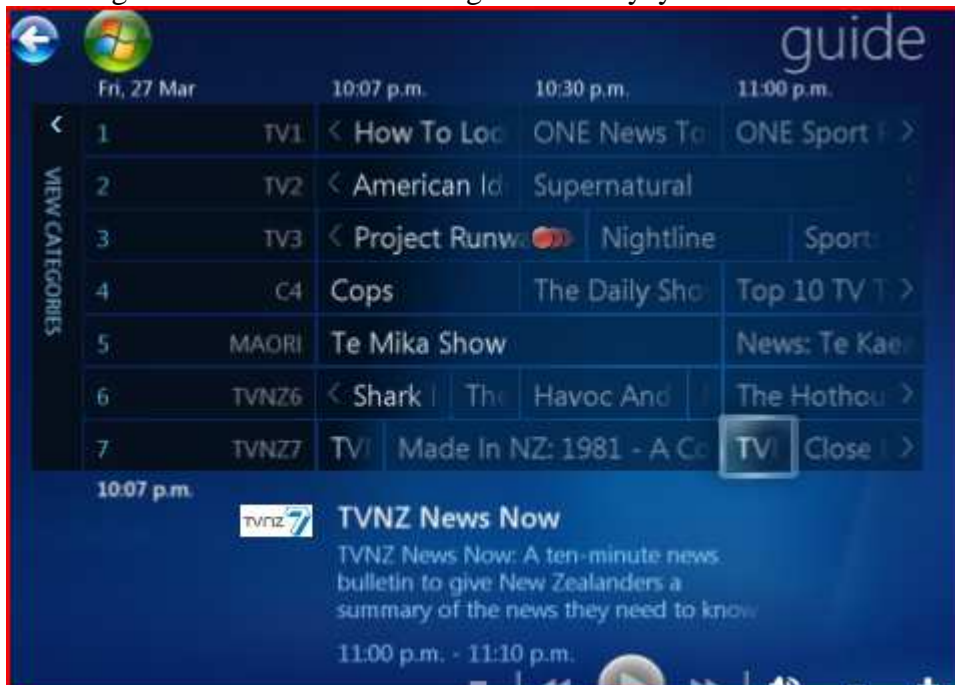 guide
Fri, 27 Mar 10:07 p.m. 10:30 p.m. 11:00 p.m.
VIEW CATEGORIES
1 TV1 How To Loo ONE News To ONE Sport
2 TV2 American Id Supernatural
3 TV3 Project Runw Nightline Sport
4 C4 Cops The Daily Sho Top 10 TV
5 MAORI Te Mika Show News: Te Kae
6 TVNZ6 Shark The Havoc And The Hothou
7 TVNZ7 TV Made In NZ: 1981 - A Co TV Close
10:07 p.m.
TVNZ 7 TVNZ News Now
TVNZ News Now: A ten-minute news
bulletin to give New Zealanders a
summary of the news they need to know
11:00 p.m. - 11:10 p.m.